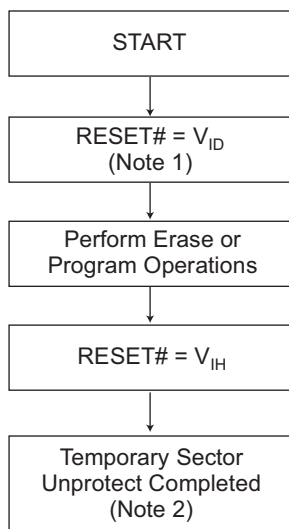 START
RESET# = VID
(Note 1)
Perform Erase or
Program Operations
RESET# = VIH
Temporary Sector
Unprotect Completed
(Note 2)